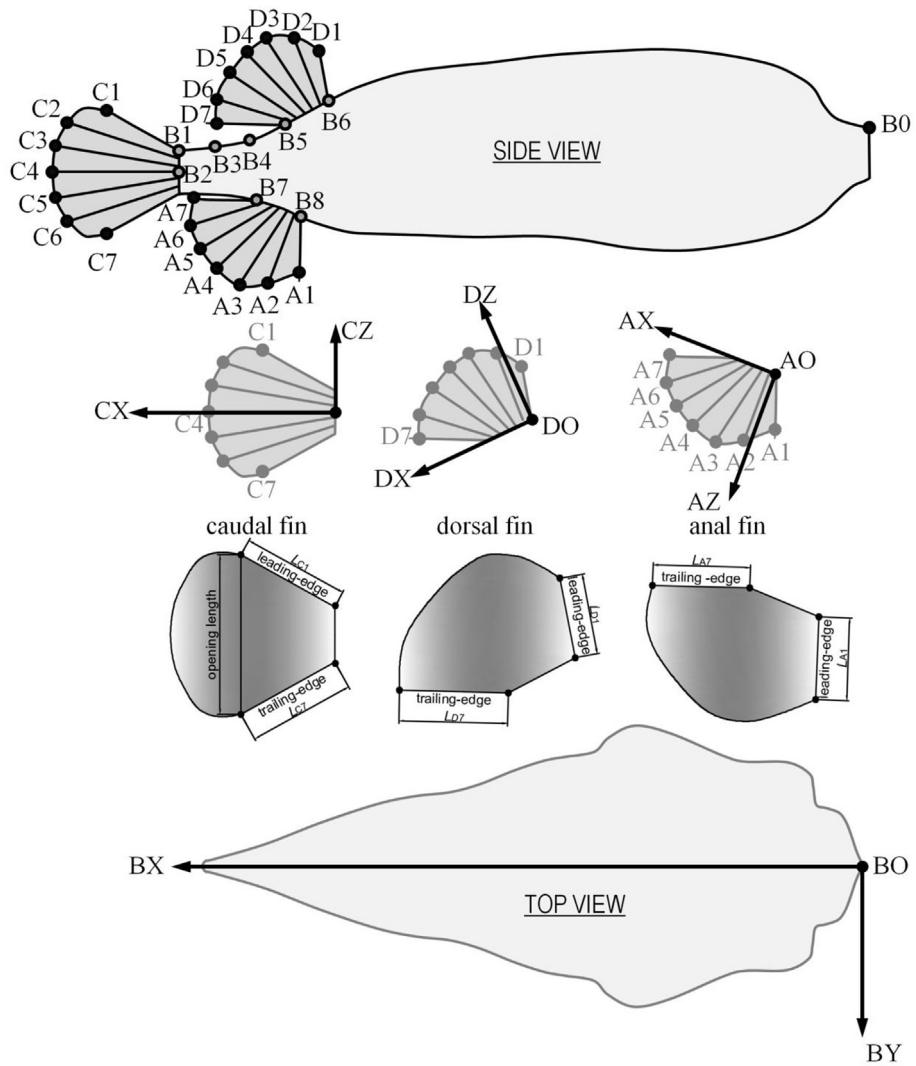 D3
D4
D2
D1
D5
D6
D7
C1
C2
C3
C4
C5
C6
C7
B1
B2
B3
B4
B5
B6
B0
SIDE VIEW
B7
B8
A7
A6
A5
A4
A3
A2
A1
C1
CZ
CX
C4
C7
DZ
D1
D7
DO
DX
AX
AO
A7
A6
A5
A4
A3
A2
A1
AZ
caudal fin
dorsal fin
anal fin
LC1
leading-edge
opening length
trailing-edge
LC7
leading-edge
LD1
trailing-edge
LD7
LA7
trailing -edge
leading-edge
LA1
BX
BO
TOP VIEW
BY